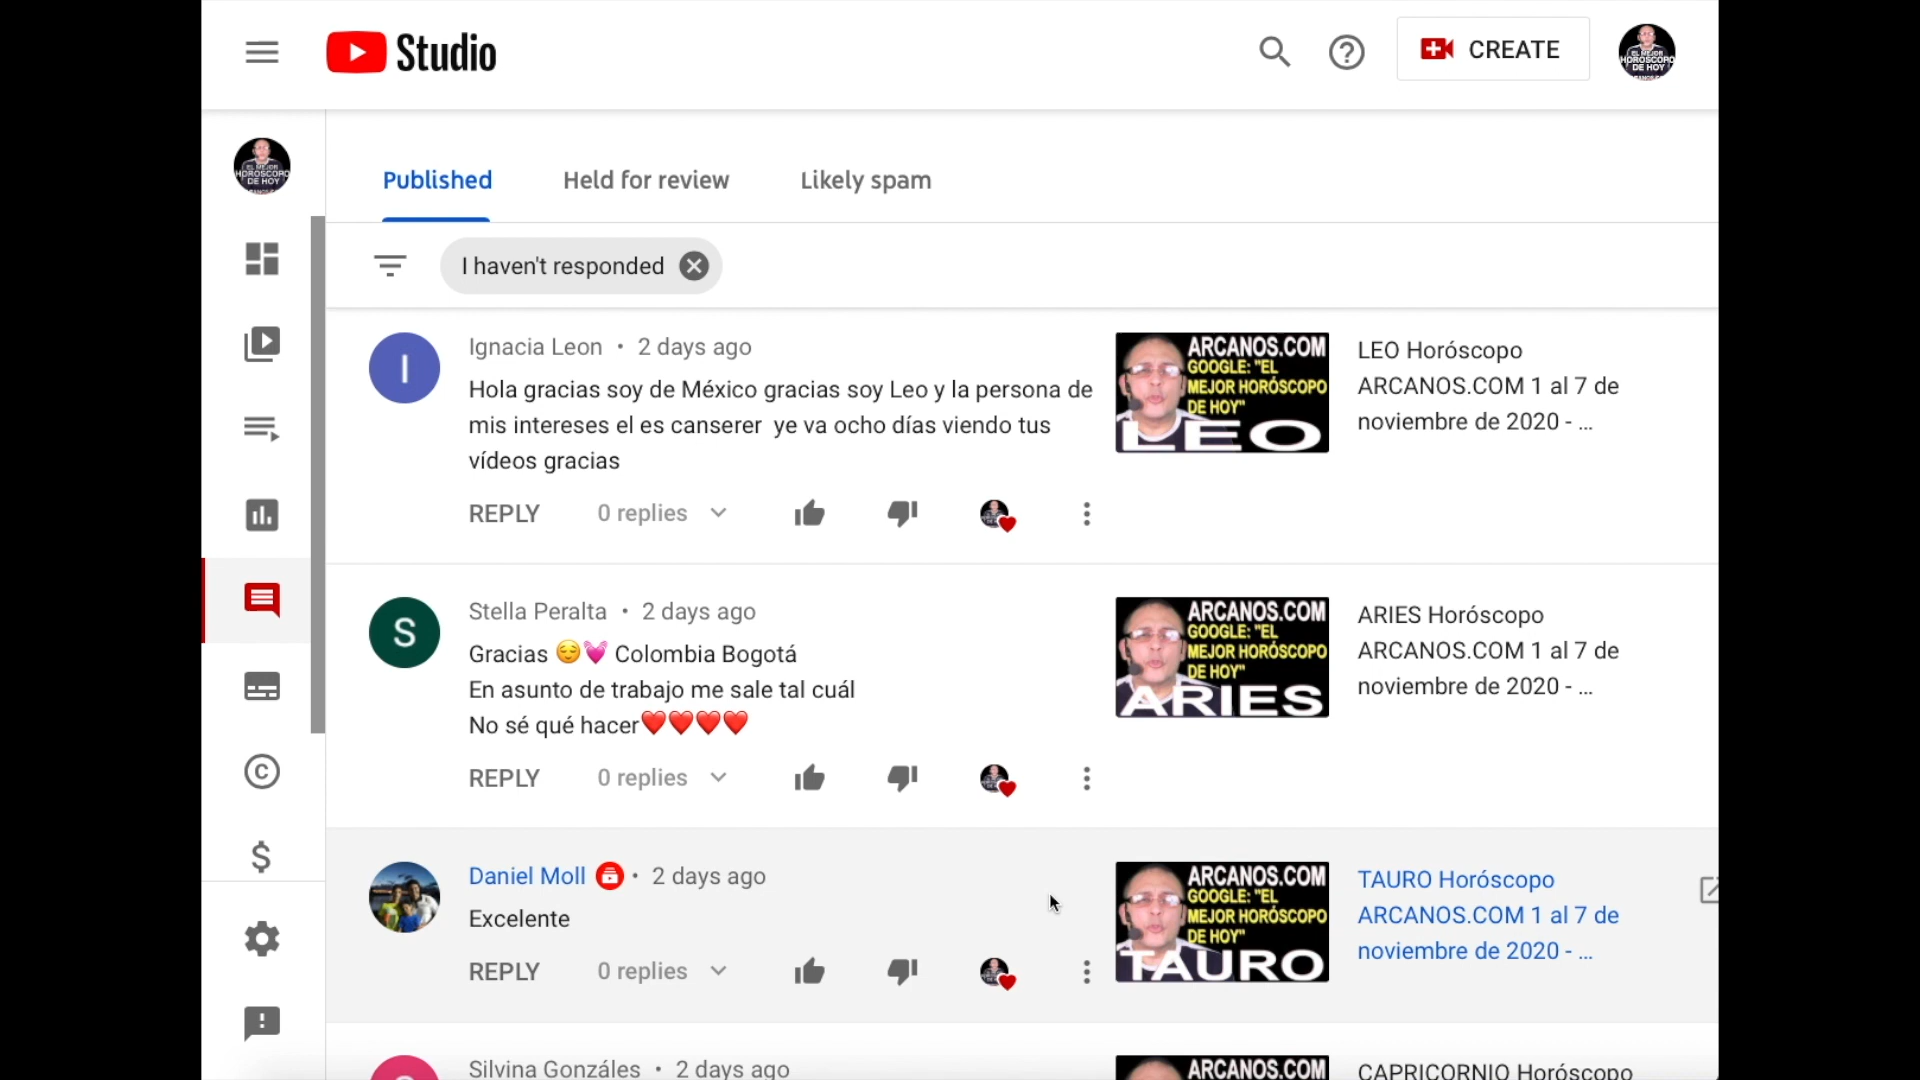 Studio
CREATE
Published
Held for review
Likely spam
I haven't responded
Ignacia Leon • 2 days ago
Hola gracias soy de México gracias soy Leo y la persona de
mis intereses el es canserer ye va ocho días viendo tus
vídeos gracias
REPLY
0 replies
ARCANOS.COM
GOOGLE: "EL
MEJOR HORÓSCOPO
DE HOY"
LEO
LEO Horóscopo
ARCANOS.COM 1 al 7 de
noviembre de 2020 - ...
S
Stella Peralta • 2 days ago
Gracias 😌💓 Colombia Bogotá
En asunto de trabajo me sale tal cuál
No sé qué hacer❤️❤️❤️❤️
REPLY
0 replies
ARCANOS.COM
GOOGLE: "EL
MEJOR HORÓSCOPO
DE HOY"
ARIES
ARIES Horóscopo
ARCANOS.COM 1 al 7 de
noviembre de 2020 - ...
Daniel Moll • 2 days ago
Excelente
REPLY
0 replies
ARCANOS.COM
GOOGLE: "EL
MEJOR HORÓSCOPO
DE HOY"
TAURO
TAURO Horóscopo
ARCANOS.COM 1 al 7 de
noviembre de 2020 - ...
Silvina Gonzáles • 2 days ago
ARCANOS.COM
CAPRICORNIO Horóscopo